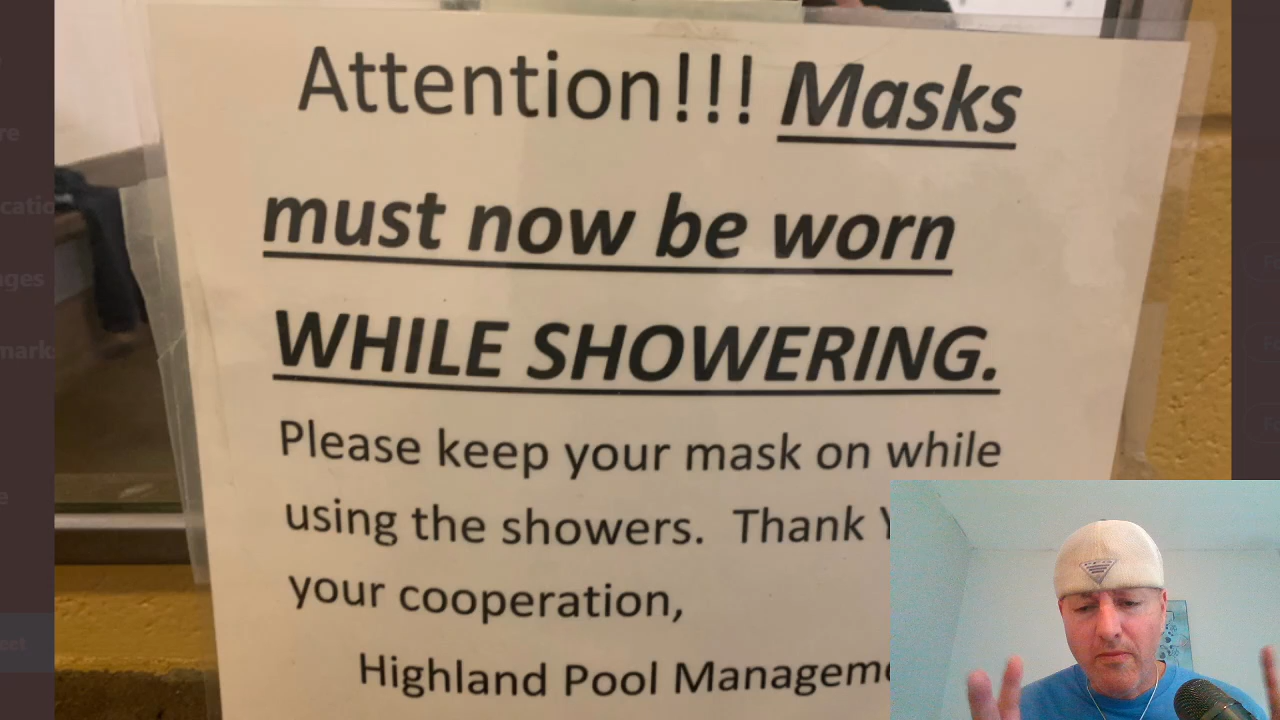 Attention!!! Masks
must now be worn
WHILE SHOWERING.
Please keep your mask on while
using the showers. Thank
your cooperation,
Highland Pool